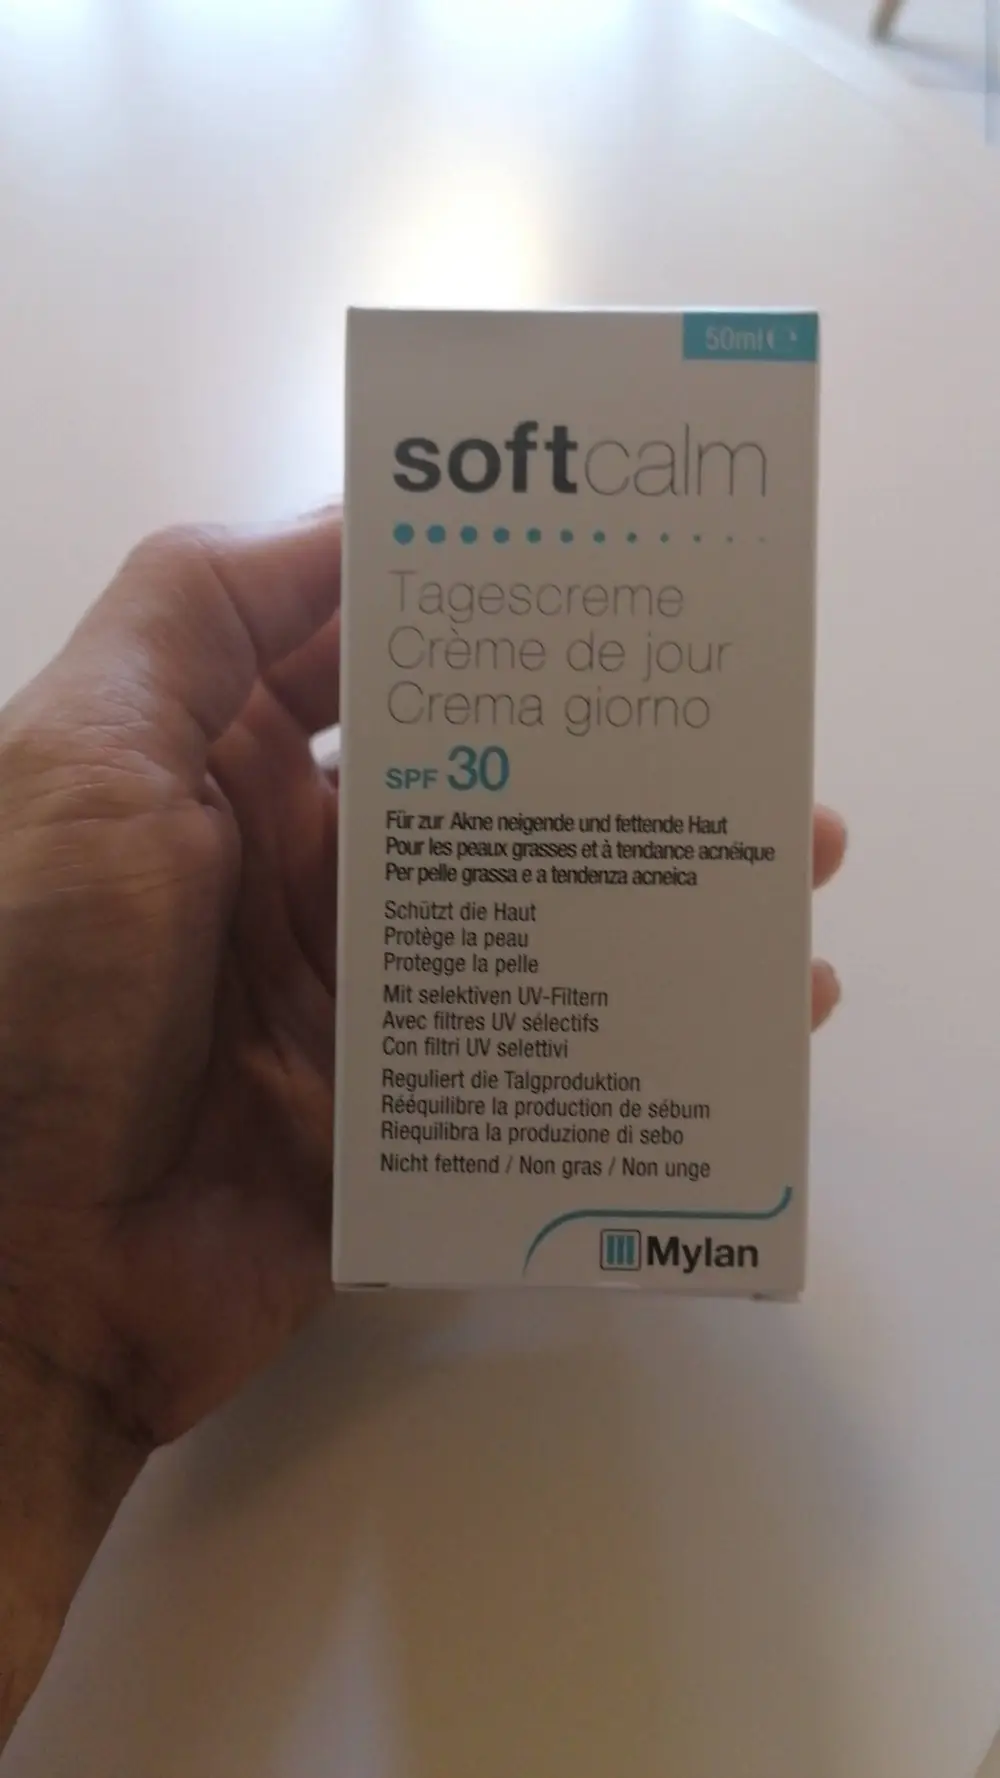 50ml ℮
softcalm
Tagescreme
Crème de jour
Crema giorno
SPF 30
Für zur Akne neigende und fettende Haut
Pour les peaux grasses et à tendance acnéique
Per pelle grassa e a tendenza acneica
Schützt die Haut
Protège la peau
Protegge la pelle
Mit selektiven UV-Filtern
Avec filtres UV sélectifs
Con filtri UV selettivi
Reguliert die Talgproduktion
Rééquilibre la production de sébum
Riequilibra la produzione di sebo
Nicht fettend / Non gras / Non unge
Mylan